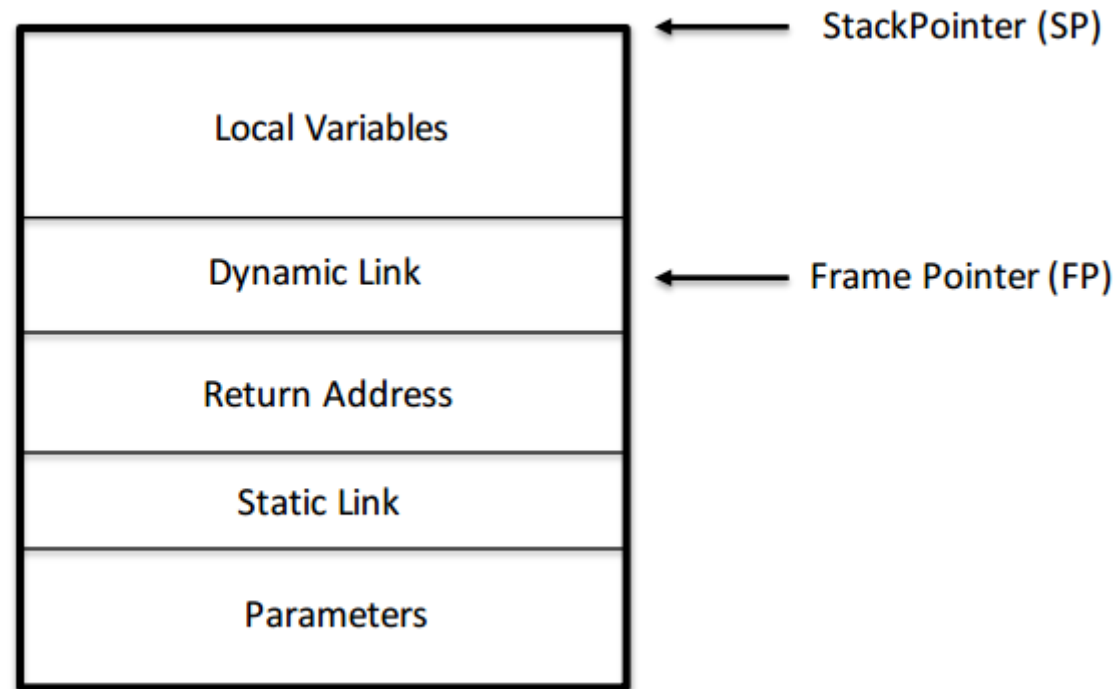 StackPointer (SP)
Local Variables
Dynamic Link
Frame Pointer (FP)
Return Address
Static Link
Parameters